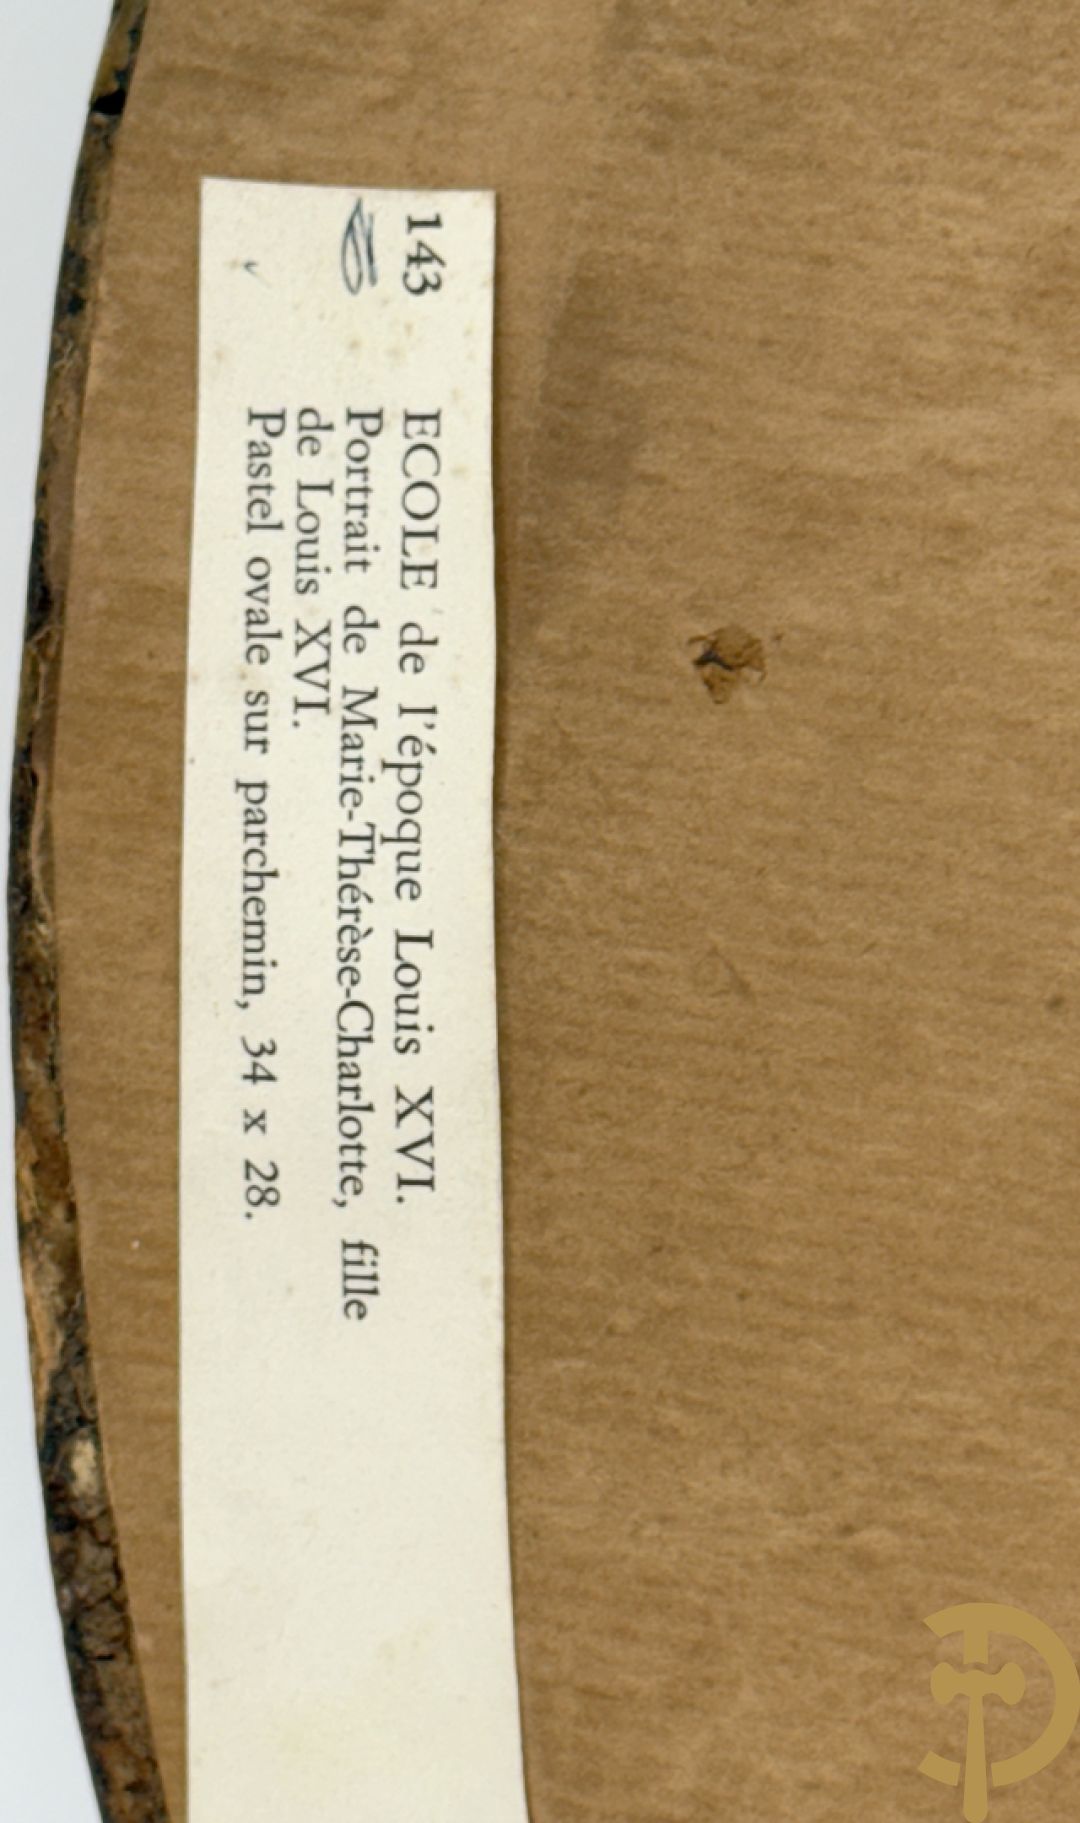 143 ECOLE de l'époque Louis XVI.
Portrait de Marie-Thérèse-Charlotte, fille
de Louis XVI.
Pastel ovale sur parchemin, 34 x 28.